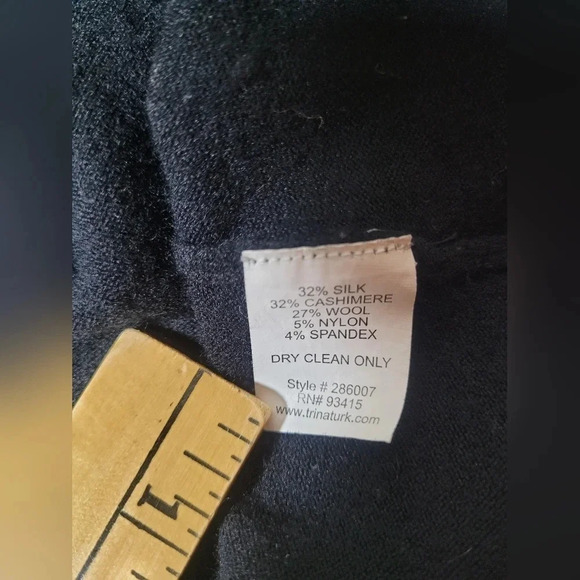 32% SILK
32% CASHIMERE
27% WOOL
5% NYLON
4% SPANDEX
DRY CLEAN ONLY
Style # 286007
RN# 93415
www.trinaturk.com
1